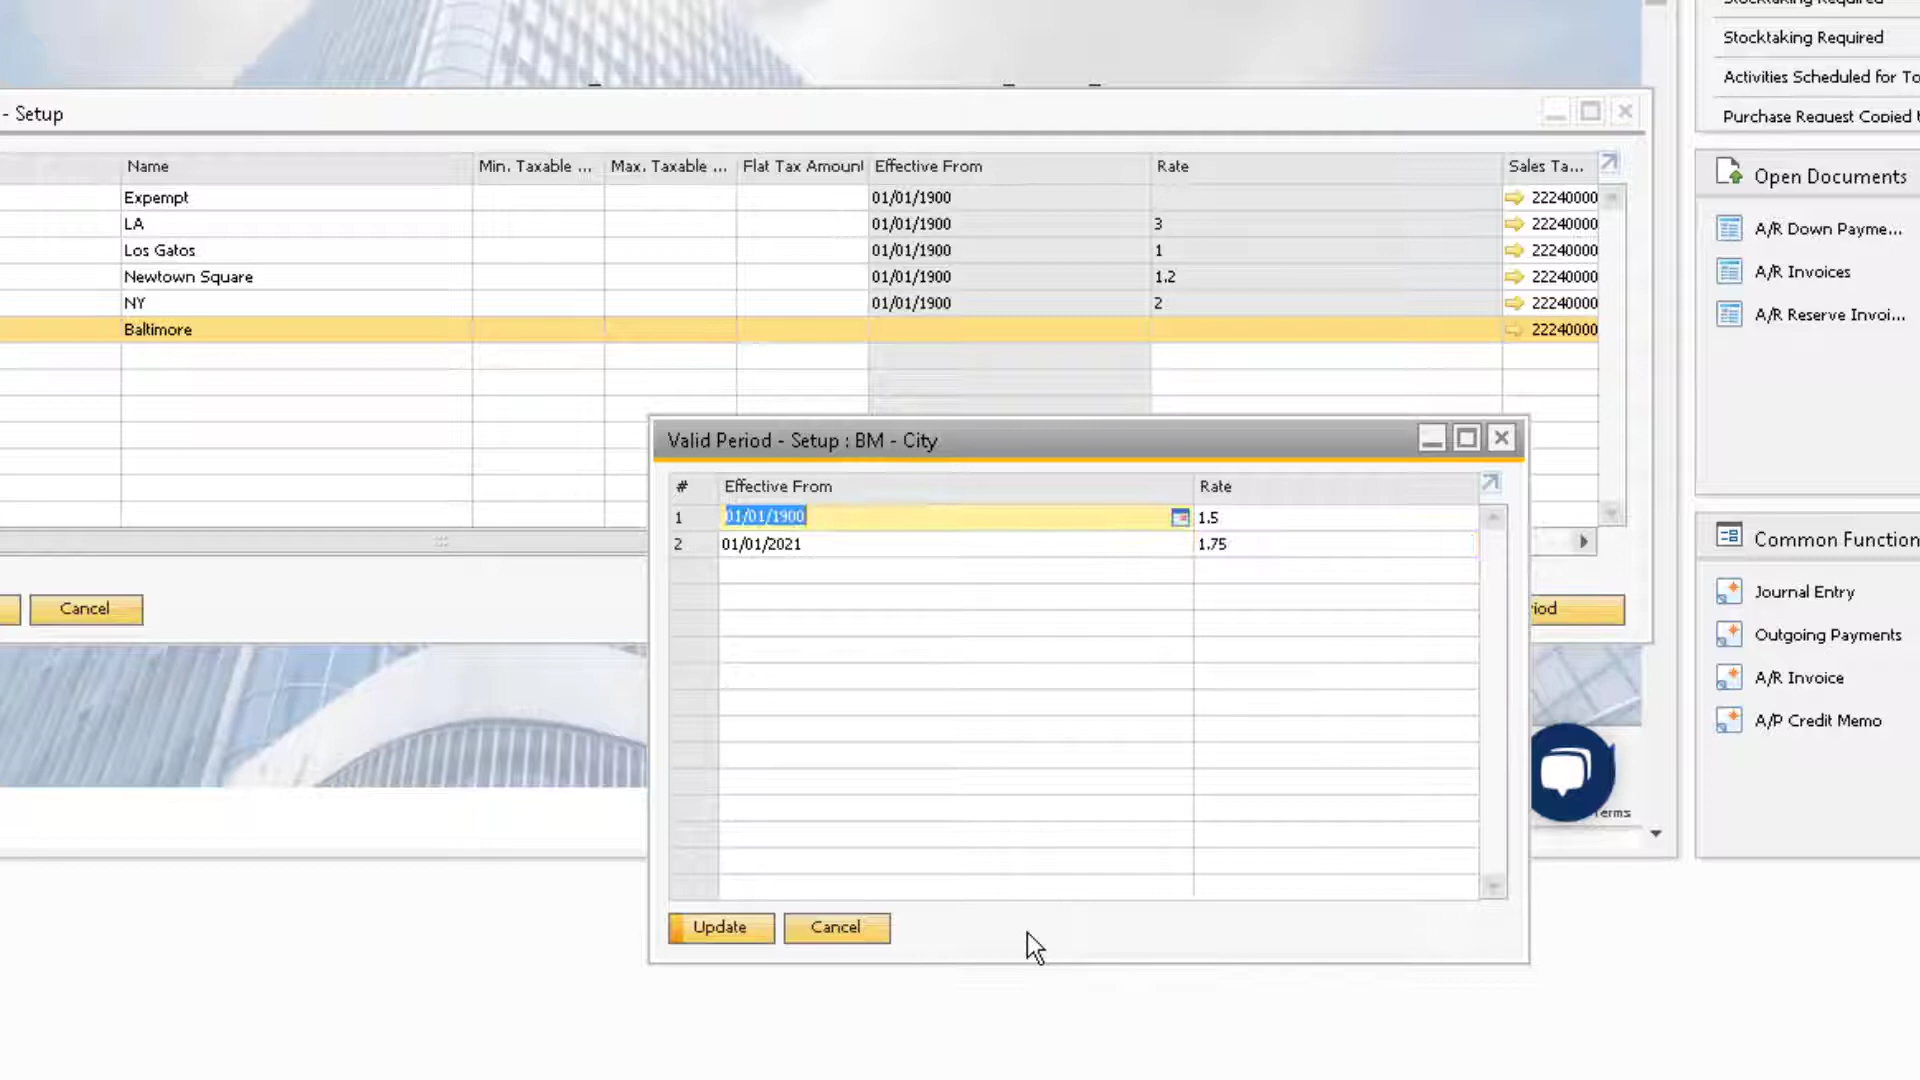 Stocktaking Required
Activities Scheduled for To
Purchase Request Copied t
- Setup
Name Min. Taxable ... Max. Taxable ... Flat Tax Amount Effective From Rate Sales Ta...
Expempt 01/01/1900 22240000
LA 01/01/1900 3 22240000
Los Gatos 01/01/1900 1 22240000
Newtown Square 01/01/1900 1.2 22240000
NY 01/01/1900 2 22240000
Baltimore 22240000
Cancel
iod
Valid Period - Setup : BM - City
# Effective From Rate
1 01/01/1900 1.5
2 01/01/2021 1.75
Update Cancel
Terms
Open Documents
A/R Down Payme...
A/R Invoices
A/R Reserve Invoi...
Common Function
Journal Entry
Outgoing Payments
A/R Invoice
A/P Credit Memo